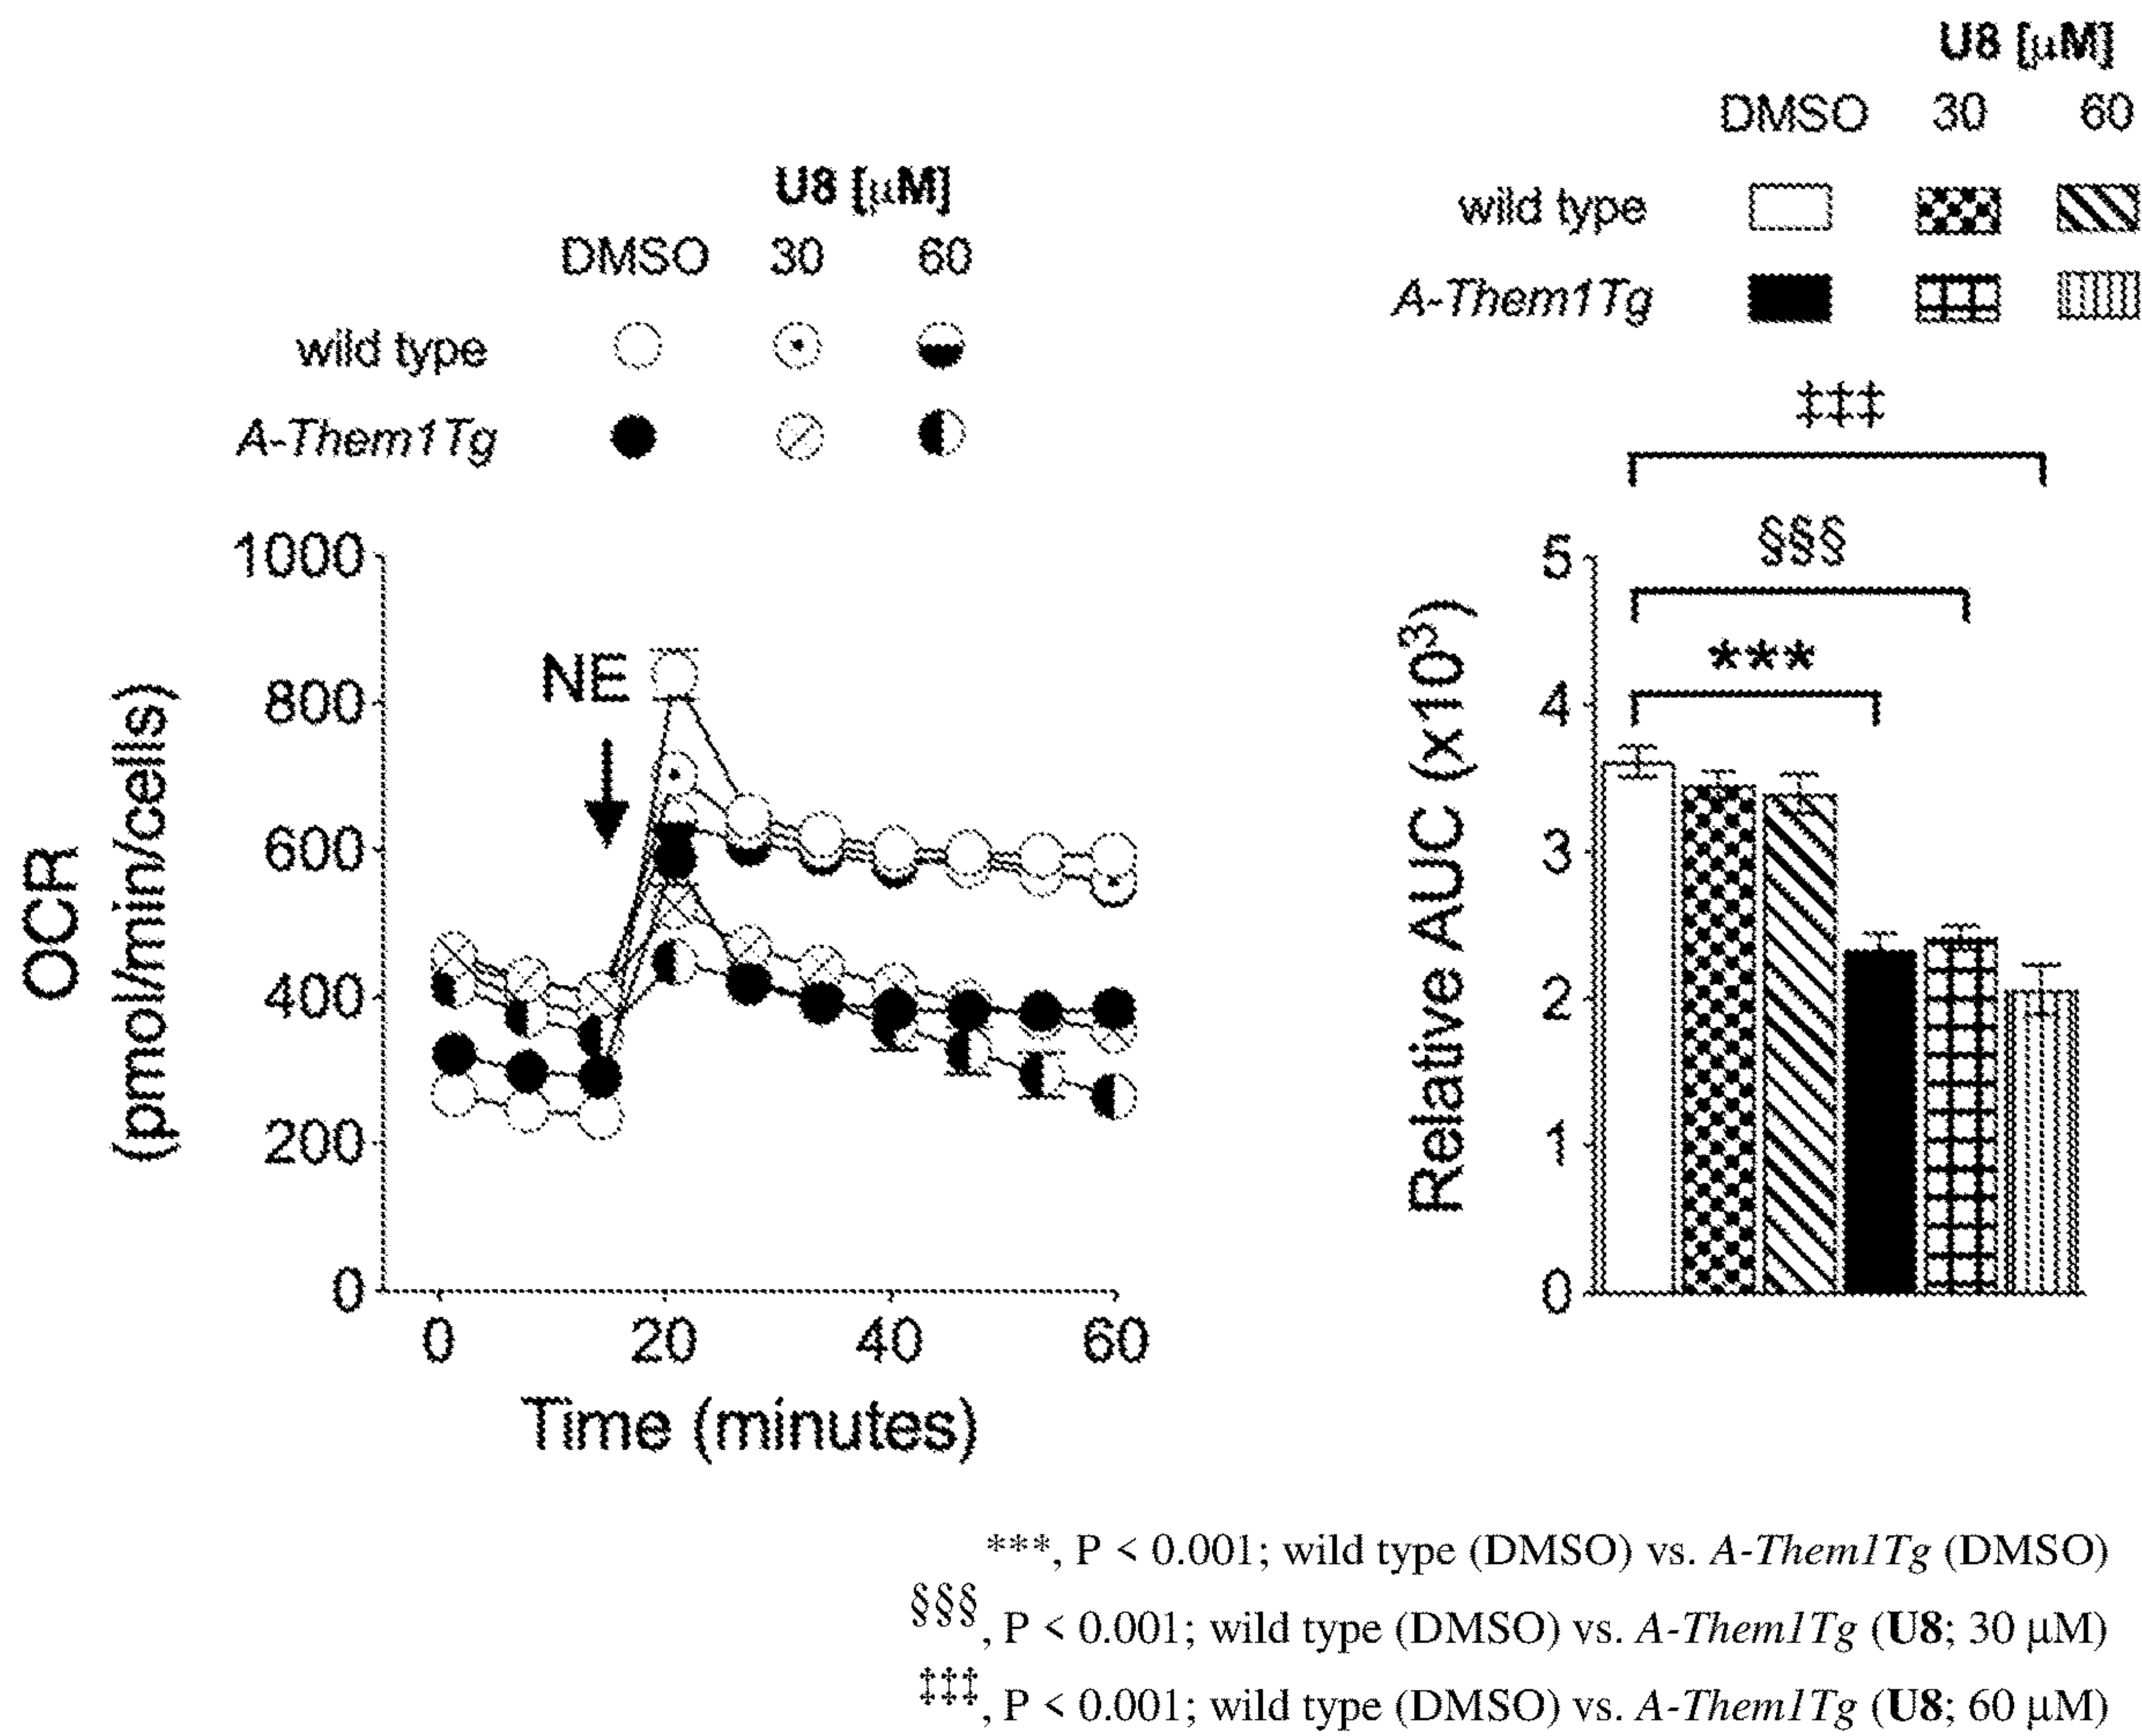 U8 [μM]
DMSO 30 60
wild type
A-Them1Tg
1000
800
600
400
200
0
OCR
(pmol/min/cells)
NE
0 20 40 60
Time (minutes)
U8 [μM]
DMSO 30 60
wild type
A-Them1Tg
‡‡‡
§§§
***
5
4
3
2
1
0
Relative AUC (x10³)
***, P < 0.001; wild type (DMSO) vs. A-Them1Tg (DMSO)
§§§, P < 0.001; wild type (DMSO) vs. A-Them1Tg (U8; 30 μM)
‡‡‡, P < 0.001; wild type (DMSO) vs. A-Them1Tg (U8; 60 μM)